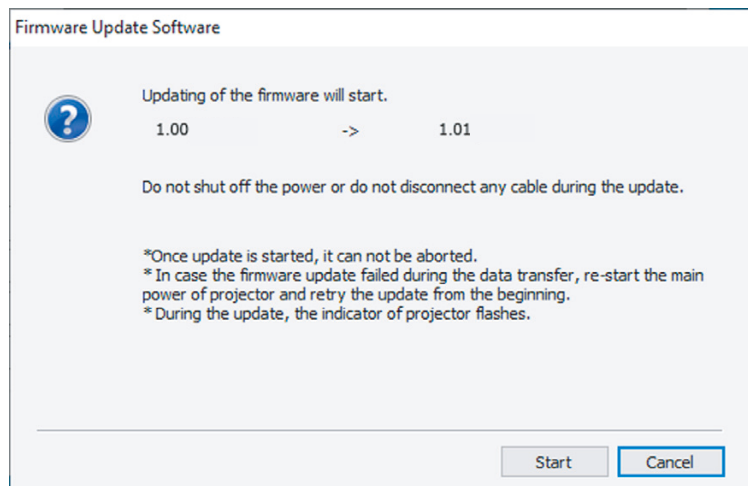 Firmware Update Software
Updating of the firmware will start.
1.00 -> 1.01
Do not shut off the power or do not disconnect any cable during the update.
*Once update is started, it can not be aborted.
* In case the firmware update failed during the data transfer, re-start the main
power of projector and retry the update from the beginning.
* During the update, the indicator of projector flashes.
Start Cancel